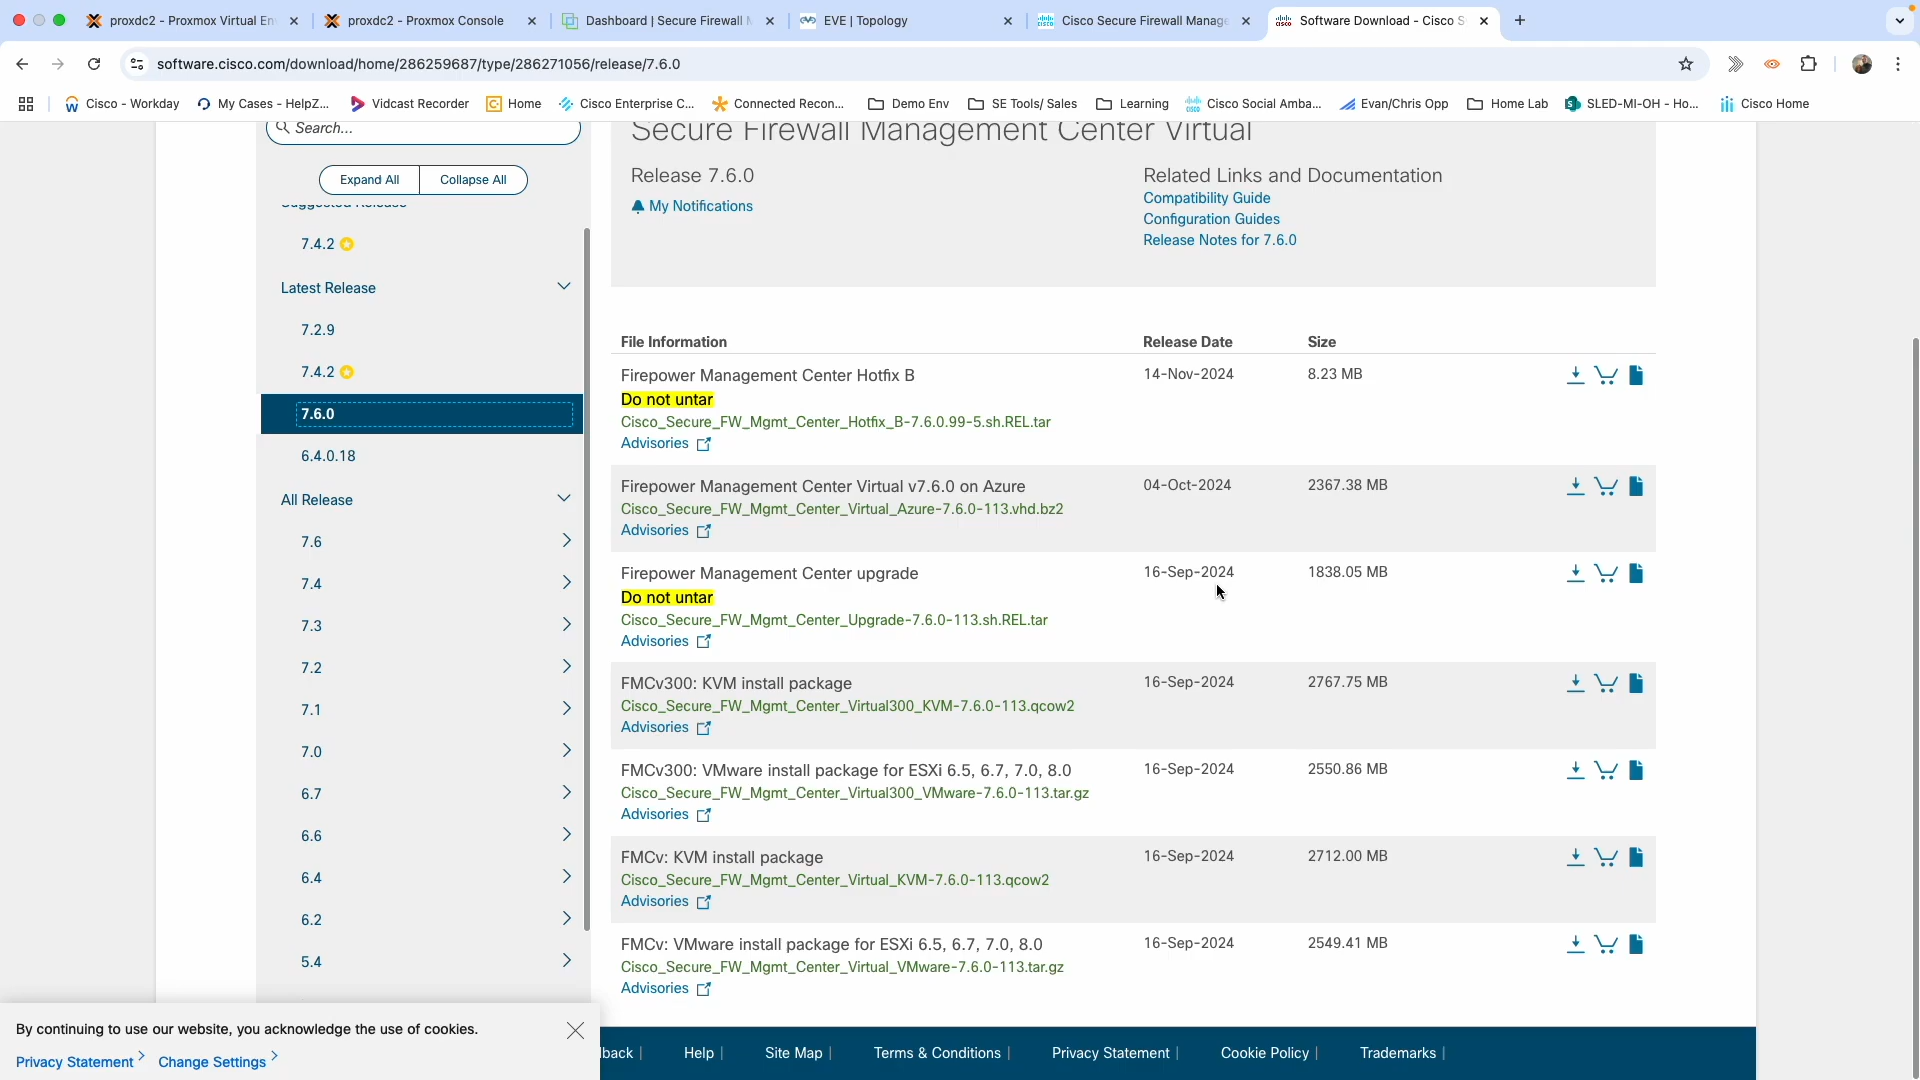 proxdc2 - Proxmox Virtual En
proxdc2 - Proxmox Console
Dashboard | Secure Firewall M
EVE | Topology
Cisco Secure Firewall Manage
Software Download - Cisco S
software.cisco.com/download/home/286259687/type/286271056/release/7.6.0
Cisco - Workday
My Cases - HelpZ...
Vidcast Recorder
Home
Cisco Enterprise C...
Connected Recon...
Demo Env
SE Tools/ Sales
Learning
Cisco Social Amba...
Evan/Chris Opp
Home Lab
SLED-MI-OH - Ho...
Cisco Home
Search...
Expand All
Collapse All
Suggested Release
7.4.2
Latest Release
7.2.9
7.4.2
7.6.0
6.4.0.18
All Release
7.6
7.4
7.3
7.2
7.1
7.0
6.7
6.6
6.4
6.2
5.4
Secure Firewall Management Center Virtual
Release 7.6.0
My Notifications
Related Links and Documentation
Compatibility Guide
Configuration Guides
Release Notes for 7.6.0
File Information Release Date Size
Firepower Management Center Hotfix B 14-Nov-2024 8.23 MB
Do not untar
Cisco_Secure_FW_Mgmt_Center_Hotfix_B-7.6.0.99-5.sh.REL.tar
Advisories
Firepower Management Center Virtual v7.6.0 on Azure 04-Oct-2024 2367.38 MB
Cisco_Secure_FW_Mgmt_Center_Virtual_Azure-7.6.0-113.vhd.bz2
Advisories
Firepower Management Center upgrade 16-Sep-2024 1838.05 MB
Do not untar
Cisco_Secure_FW_Mgmt_Center_Upgrade-7.6.0-113.sh.REL.tar
Advisories
FMCv300: KVM install package 16-Sep-2024 2767.75 MB
Cisco_Secure_FW_Mgmt_Center_Virtual300_KVM-7.6.0-113.qcow2
Advisories
FMCv300: VMware install package for ESXi 6.5, 6.7, 7.0, 8.0 16-Sep-2024 2550.86 MB
Cisco_Secure_FW_Mgmt_Center_Virtual300_VMware-7.6.0-113.tar.gz
Advisories
FMCv: KVM install package 16-Sep-2024 2712.00 MB
Cisco_Secure_FW_Mgmt_Center_Virtual_KVM-7.6.0-113.qcow2
Advisories
FMCv: VMware install package for ESXi 6.5, 6.7, 7.0, 8.0 16-Sep-2024 2549.41 MB
Cisco_Secure_FW_Mgmt_Center_Virtual_VMware-7.6.0-113.tar.gz
Advisories
By continuing to use our website, you acknowledge the use of cookies.
Privacy Statement
Change Settings
back | Help | Site Map | Terms & Conditions | Privacy Statement | Cookie Policy | Trademarks |